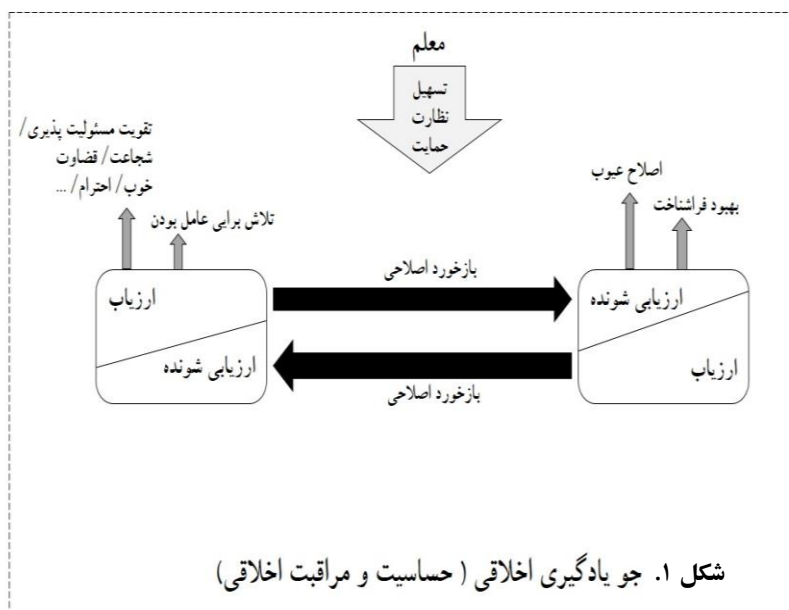 معلم
تسهیل
نظارت
حمایت
تقویت مسئولیت پذیری/
شجاعت/ قضاوت
خوب/ احترام/ ...
تلاش برایی عامل بودن
اصلاح عیوب
بهبود فراشناخت
ارزیاب
ارزیابی شونده
بازخورد اصلاحی
بازخورد اصلاحی
ارزیابی شونده
ارزیاب
شکل ۱. جو یادگیری اخلاقی ( حساسیت و مراقبت اخلاقی)